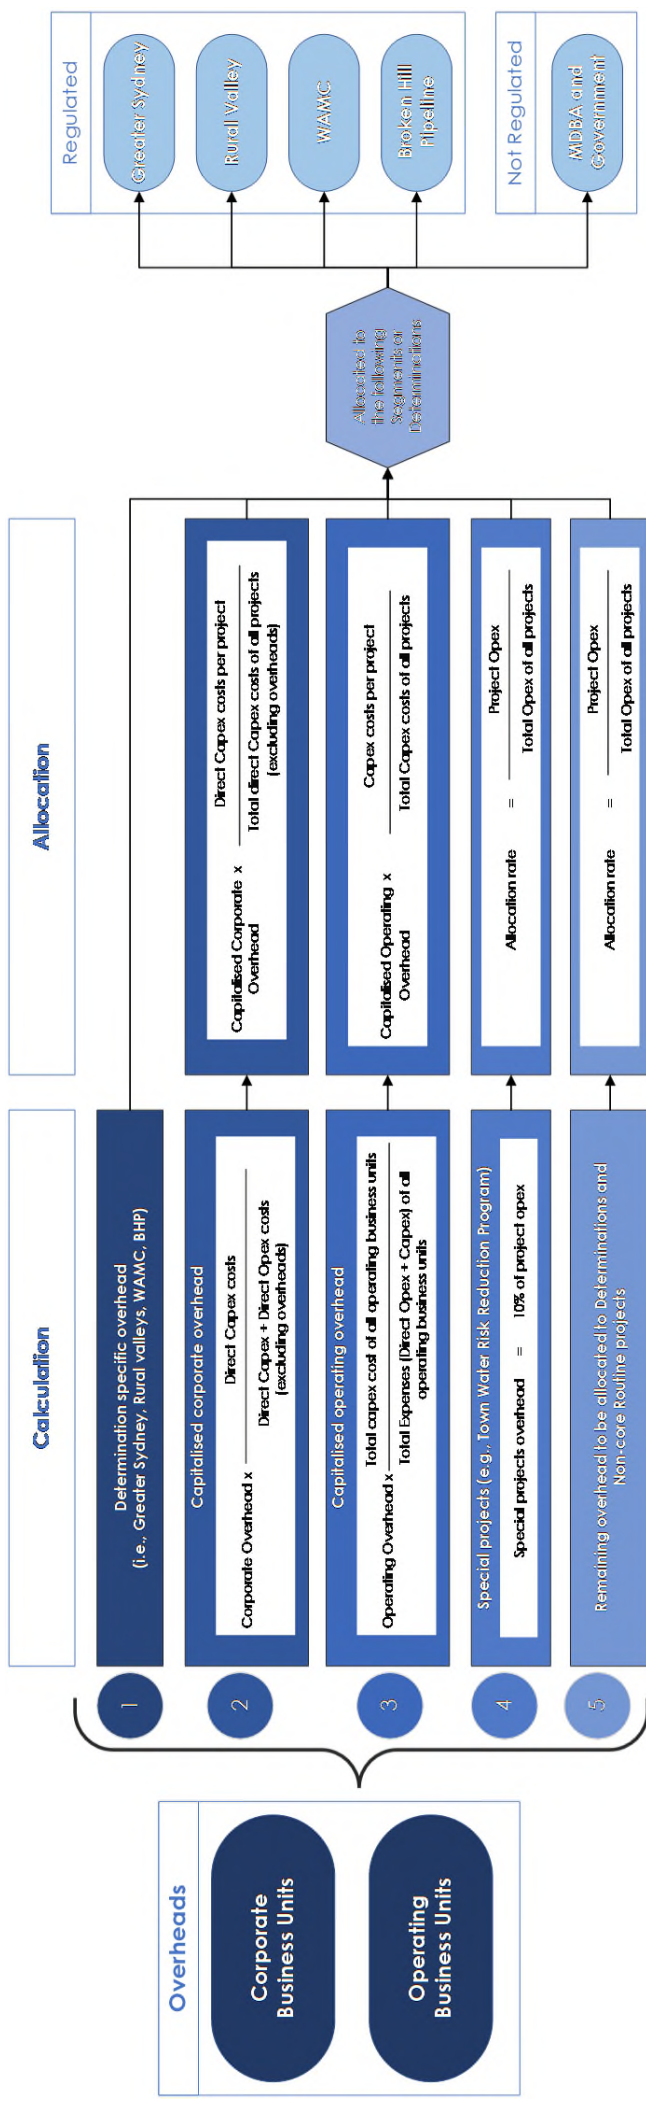 Overheads
Corporate
Business Units
Operating
Business Units
Calculation
1
Determination specific overhead
(i.e., Greater Sydney, Rural valleys, WAMC, BHP)
2
Capitalised corporate overhead
Corporate Overhead x
Direct Capex costs
Direct Capex + Direct Opex costs
(excluding overheads)
3
Capitalised operating overhead
Operating Overhead x
Total capex cost of all operating business units
Total Expenses (Direct Opex + Capex) of all
operating business units
4
Special projects (e.g., Town Water Risk Reduction Program)
Special projects overhead = 10% of project opex
5
Remaining overhead to be allocated to Determinations and
Non-core Routine projects
Allocation
Capitalised Corporate x
Overhead
Direct Capex costs per project
Total direct Capex costs of all projects
(excluding overheads)
Capitalised Operating x
Overhead
Capex costs per project
Total Capex costs of all projects
Allocation rate =
Project Opex
Total Opex of all projects
Allocation rate =
Project Opex
Total Opex of all projects
Allocated to
the following
Segments or
Determinations
Regulated
Greater Sydney
Rural Valley
WAMC
Broken Hill
Pipeline
Not Regulated
MDBA and
Government